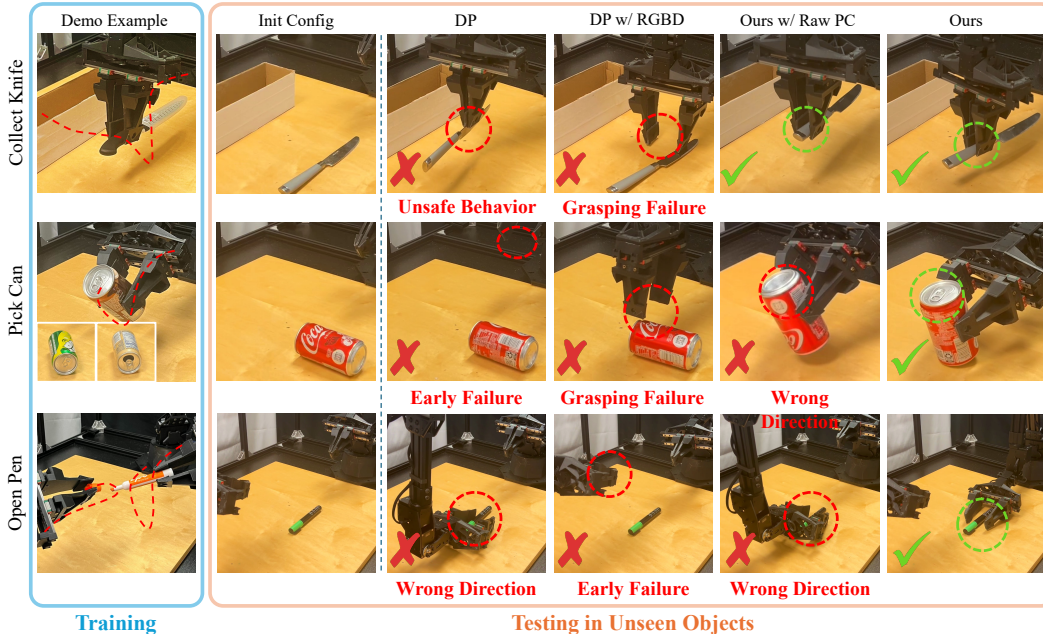 Demo Example
Init Config
DP
DP w/ RGBD
Ours w/ Raw PC
Ours
Collect Knife
Unsafe Behavior
Grasping Failure
Pick Can
Coca
Early Failure
Grasping Failure
Wrong
Direction
Open Pen
Wrong Direction
Early Failure
Wrong Direction
Training
Testing in Unseen Objects